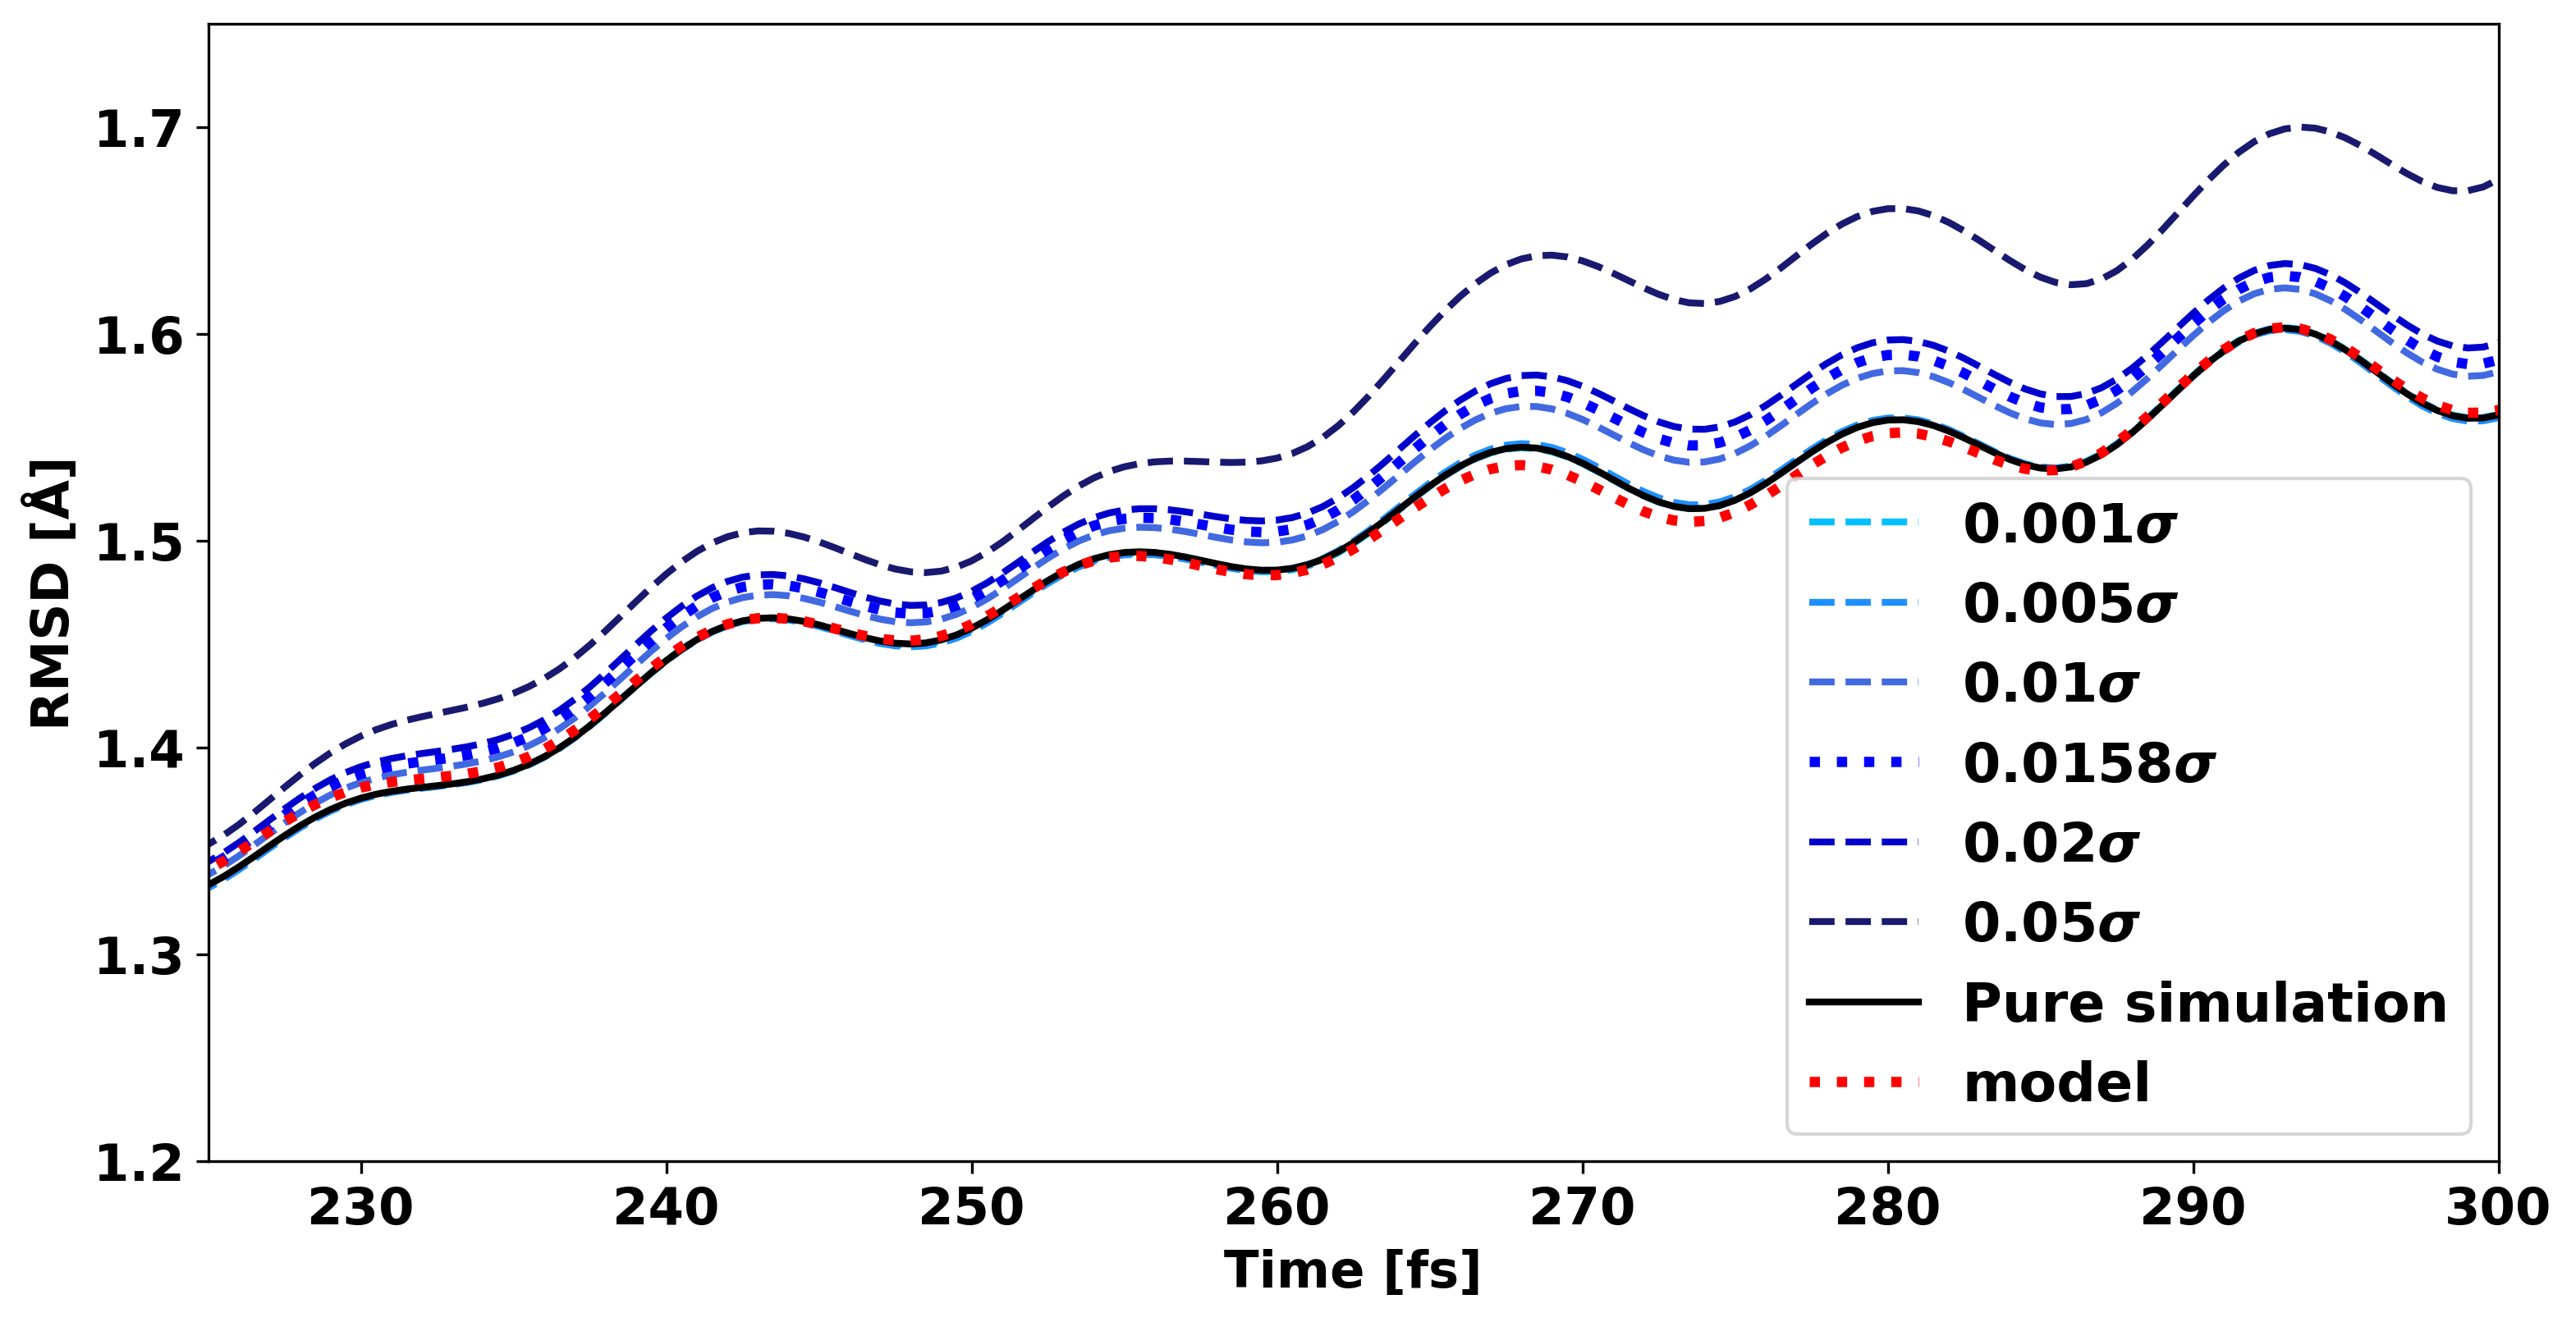 1.7
1.6
1.5
1.4
1.3
1.2
RMSD [Å]
230 240 250 260 270 280 290 300
Time [fs]
0.001σ
0.005σ
0.01σ
0.0158σ
0.02σ
0.05σ
Pure simulation
model